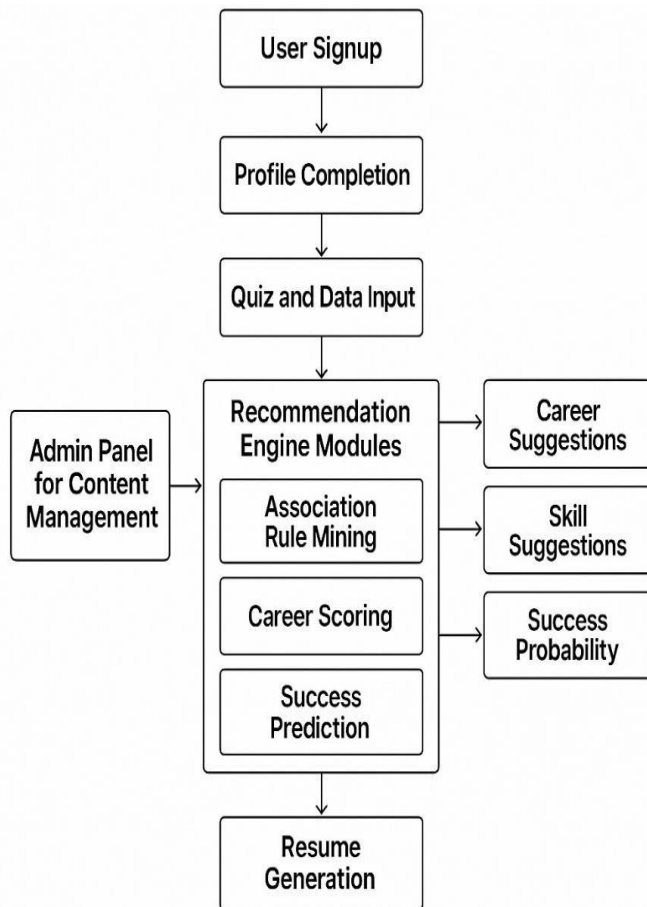 User Signup
Profile Completion
Quiz and Data Input
Admin Panel
for Content
Management
Recommendation
Engine Modules
Association
Rule Mining
Career Scoring
Success
Prediction
Career
Suggestions
Skill
Suggestions
Success
Probability
Resume
Generation